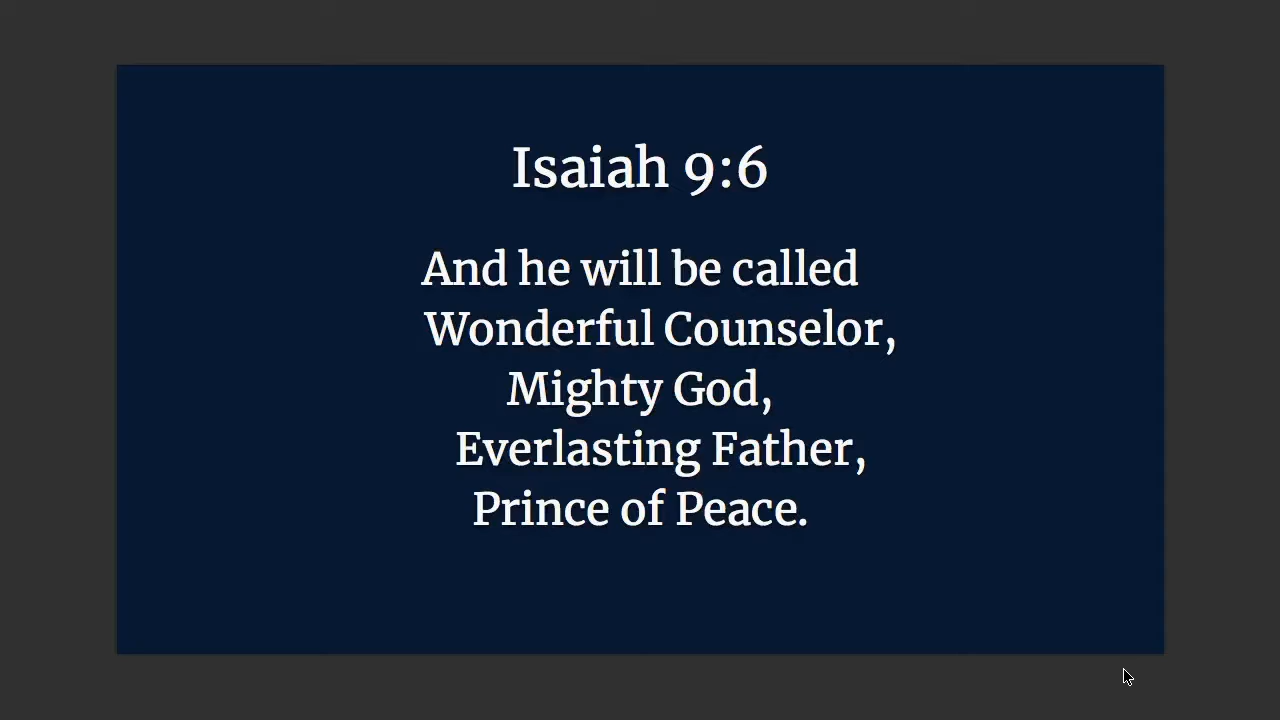 Isaiah 9:6
And he will be called
Wonderful Counselor,
Mighty God,
Everlasting Father,
Prince of Peace.